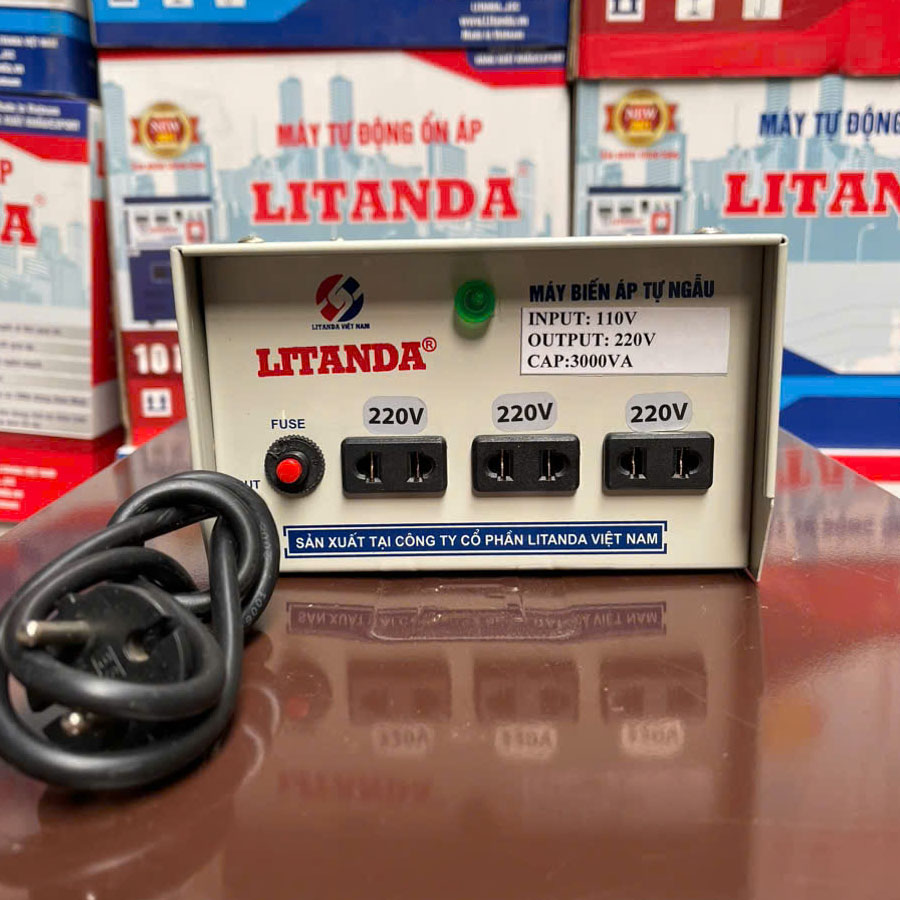 NEW
MÁY TỰ ĐỘNG ỔN ÁP
LITANDA
MÁY TỰ ĐỘNG
LITAN
LITANDA VIỆT NAM
LITANDA®
MÁY BIẾN ÁP TỰ NGẪU
INPUT: 110V
OUTPUT: 220V
CAP:3000VA
FUSE
220V
220V
220V
SẢN XUẤT TẠI CÔNG TY CỔ PHẦN LITANDA VIỆT NAM